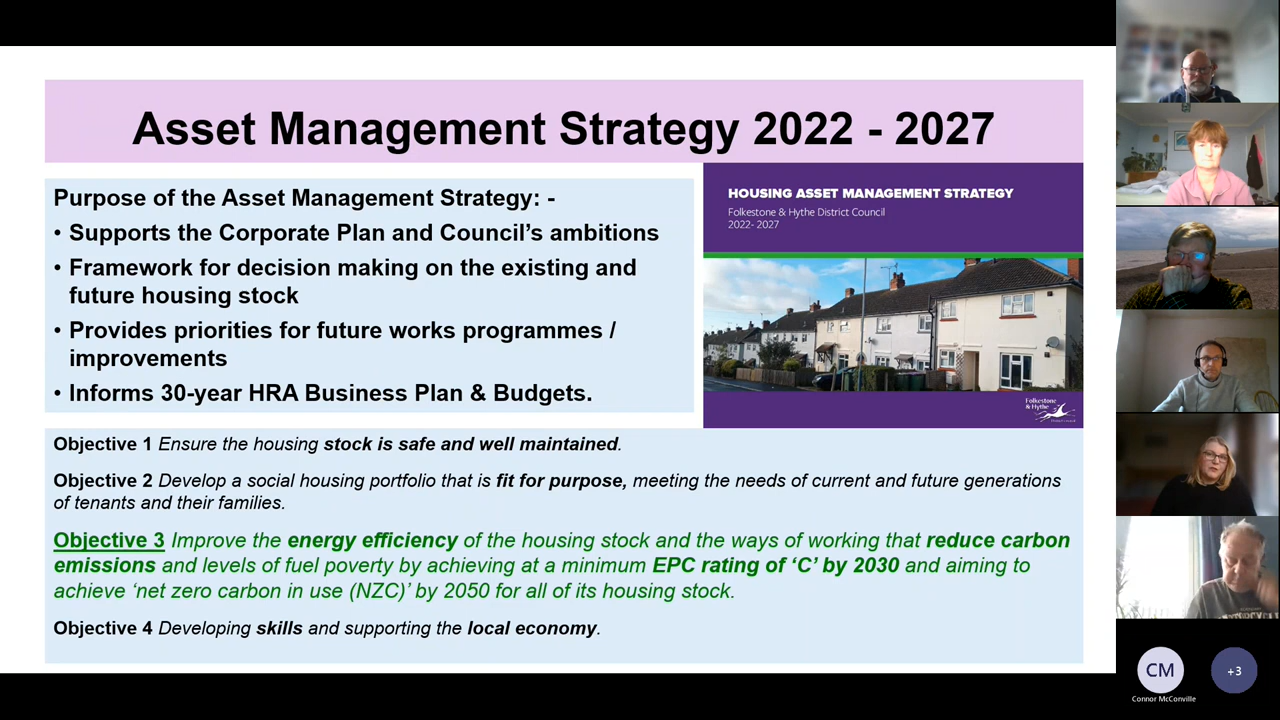 Asset Management Strategy 2022 - 2027
Purpose of the Asset Management Strategy: -
• Supports the Corporate Plan and Council's ambitions
• Framework for decision making on the existing and
future housing stock
• Provides priorities for future works programmes /
improvements
• Informs 30-year HRA Business Plan & Budgets.
HOUSING ASSET MANAGEMENT STRATEGY
Folkestone & Hythe District Council
2022- 2027
Folkestone
& Hythe
Objective 1 Ensure the housing stock is safe and well maintained.
Objective 2 Develop a social housing portfolio that is fit for purpose, meeting the needs of current and future generations
of tenants and their families.
Objective 3 Improve the energy efficiency of the housing stock and the ways of working that reduce carbon
emissions and levels of fuel poverty by achieving at a minimum EPC rating of ‘C’ by 2030 and aiming to
achieve ‘net zero carbon in use (NZC)’ by 2050 for all of its housing stock.
Objective 4 Developing skills and supporting the local economy.
CM
+3
Connor McConville